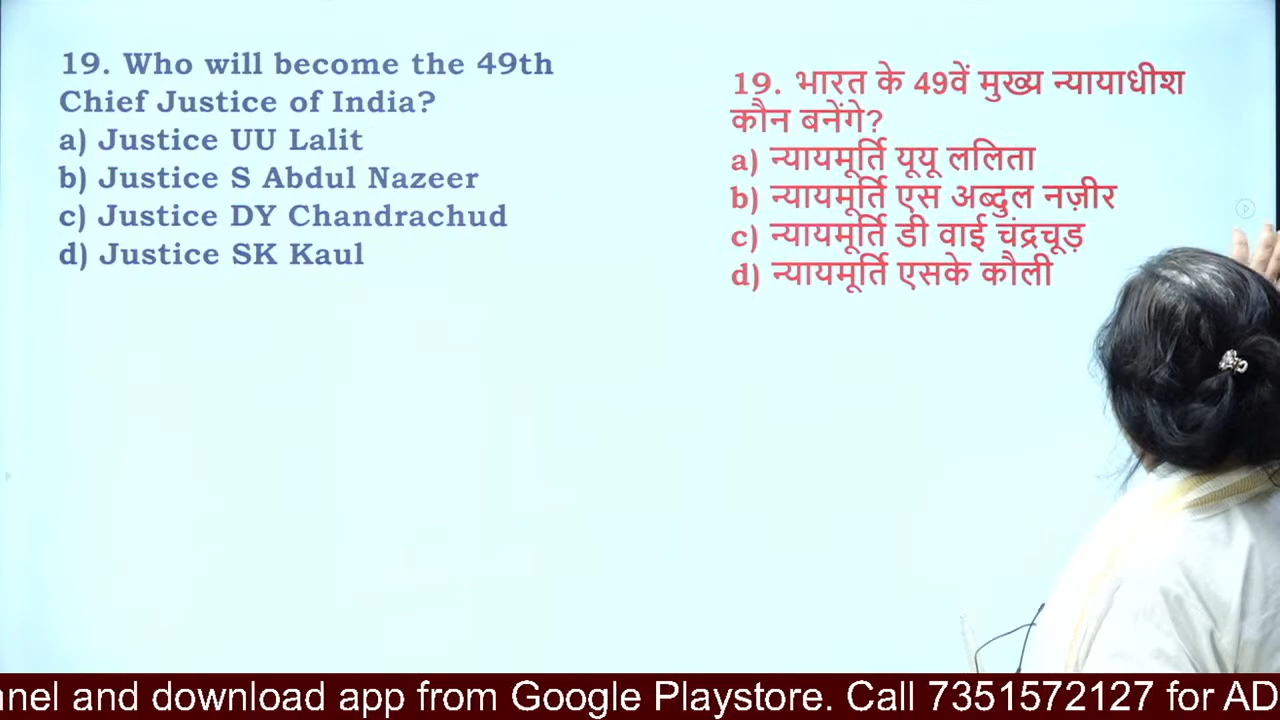 19. Who will become the 49th
Chief Justice of India?
a) Justice UU Lalit
b) Justice S Abdul Nazeer
c) Justice DY Chandrachud
d) Justice SK Kaul
19. भारत के 49वें मुख्य न्यायाधीश
कौन बनेंगे?
a) न्यायमूर्ति यूयू ललिता
b) न्यायमूर्ति एस अब्दुल नज़ीर
c) न्यायमूर्ति डी वाई चंद्रचूड़
d) न्यायमूर्ति एसके कौली
and download app from Google Playstore. Call 7351572127 for